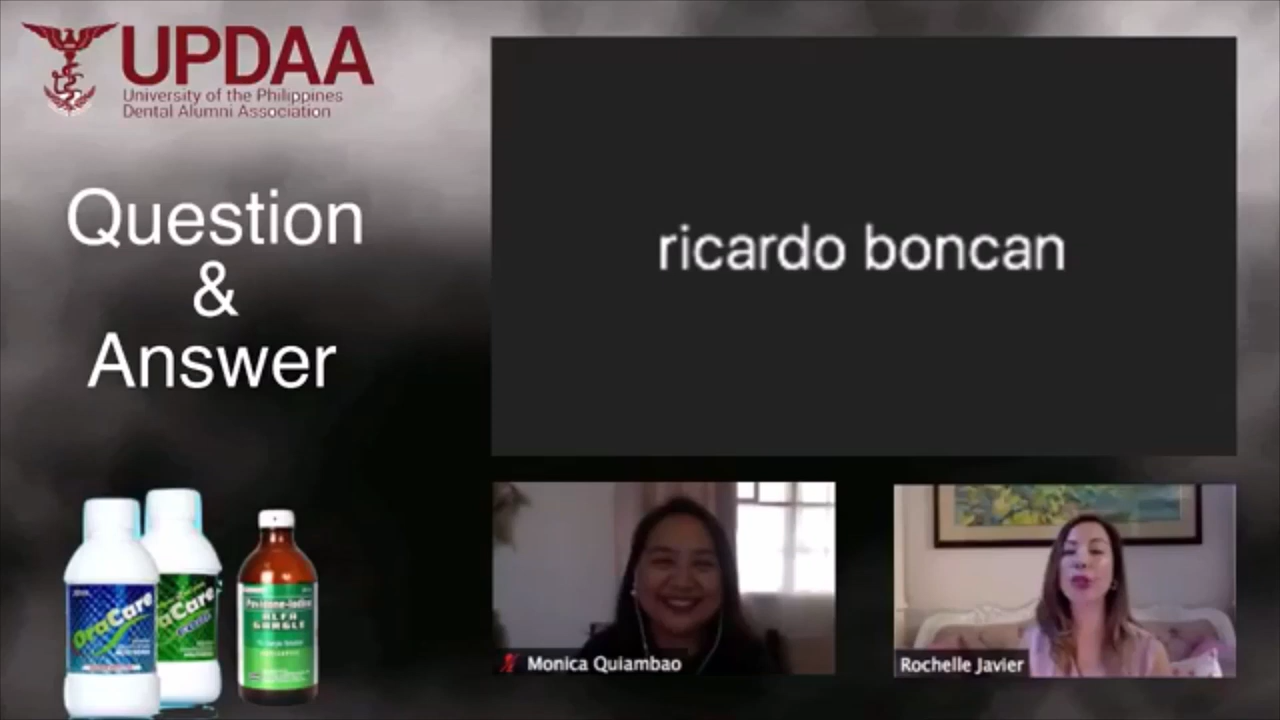 UPDAA
University of the Philippines
Dental Alumni Association
Question
&
Answer
ricardo boncan
Monica Quiambao
Rochelle Javier
OraCare
aCare
Povidone-Iodine
ALFA
GARGLE